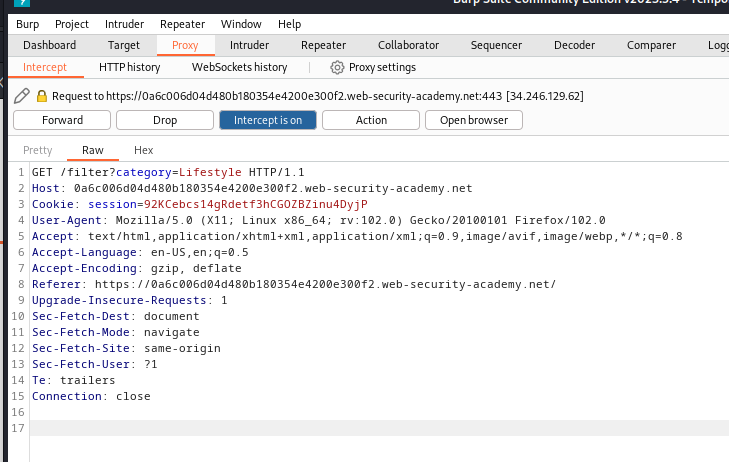 Burp Suite Community Edition
Burp Project Intruder Repeater Window Help
Dashboard Target Proxy Intruder Repeater Collaborator Sequencer Decoder Comparer
Intercept HTTP history WebSockets history Proxy settings
Request to https://0a6c006d04d480b180354e4200e300f2.web-security-academy.net:443 [34.246.129.62]
Forward Drop Intercept is on Action Open browser
Pretty Raw Hex
1 GET /filter?category=Lifestyle HTTP/1.1
2 Host: 0a6c006d04d480b180354e4200e300f2.web-security-academy.net
3 Cookie: session=92KCebcs14gRdetf3hCGOZBZinu4DyjP
4 User-Agent: Mozilla/5.0 (X11; Linux x86_64; rv:102.0) Gecko/20100101 Firefox/102.0
5 Accept: text/html,application/xhtml+xml,application/xml;q=0.9,image/avif,image/webp,*/*;q=0.8
6 Accept-Language: en-US,en;q=0.5
7 Accept-Encoding: gzip, deflate
8 Referer: https://0a6c006d04d480b180354e4200e300f2.web-security-academy.net/
9 Upgrade-Insecure-Requests: 1
10 Sec-Fetch-Dest: document
11 Sec-Fetch-Mode: navigate
12 Sec-Fetch-Site: same-origin
13 Sec-Fetch-User: ?1
14 Te: trailers
15 Connection: close
16
17